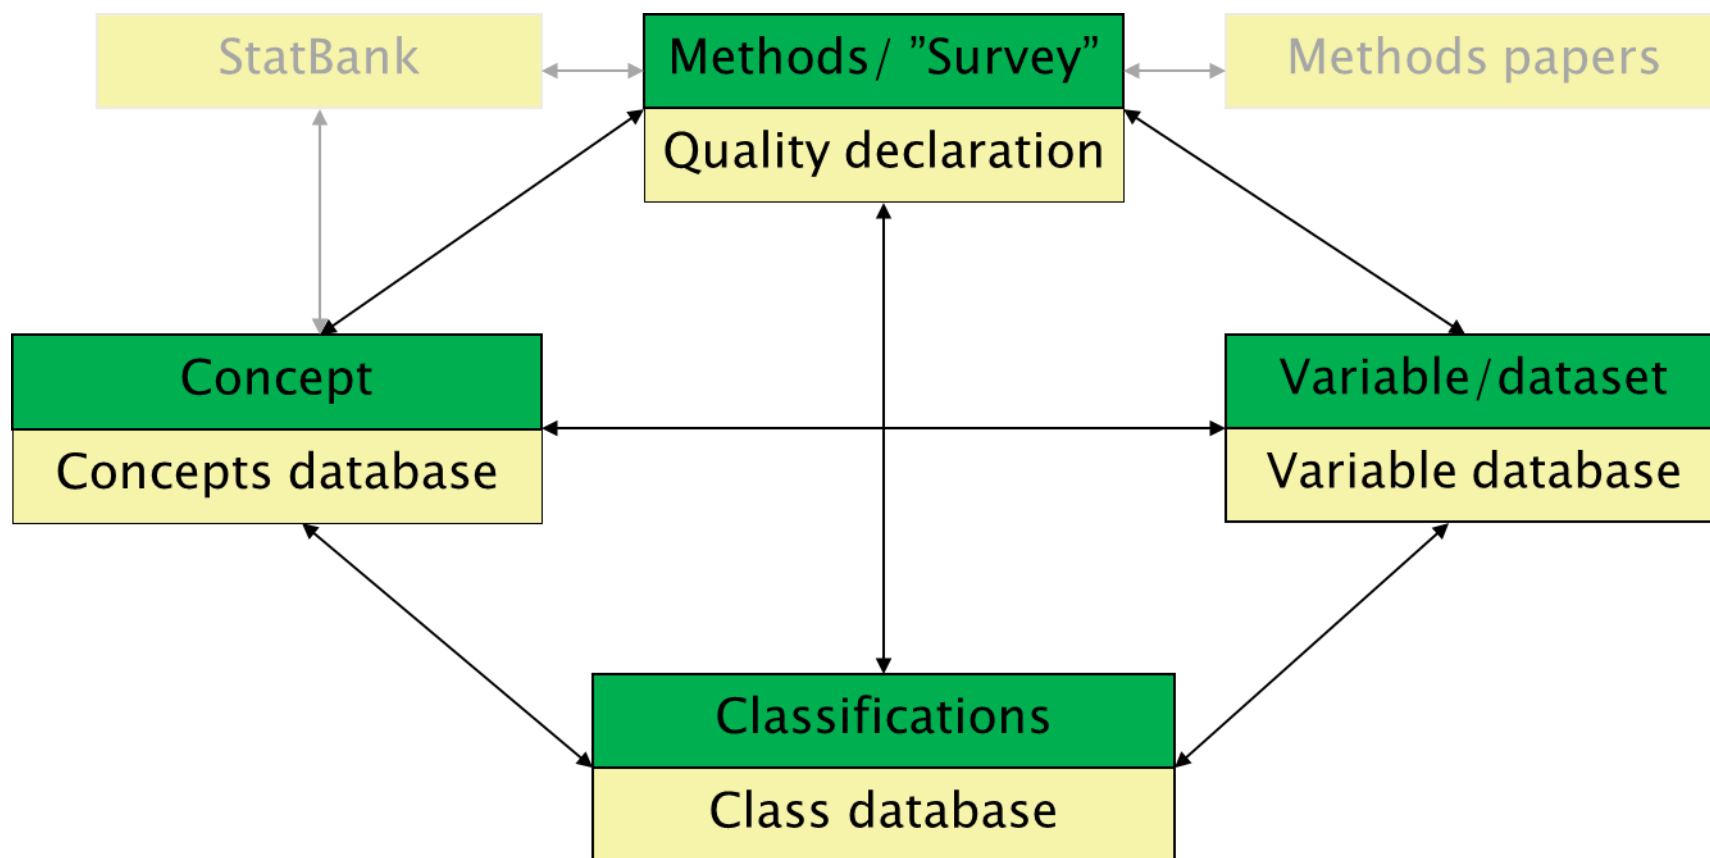 StatBank
Methods/ ”Survey”
Methods papers
Quality declaration
Concept
Variable/dataset
Concepts database
Variable database
Classifications
Class database